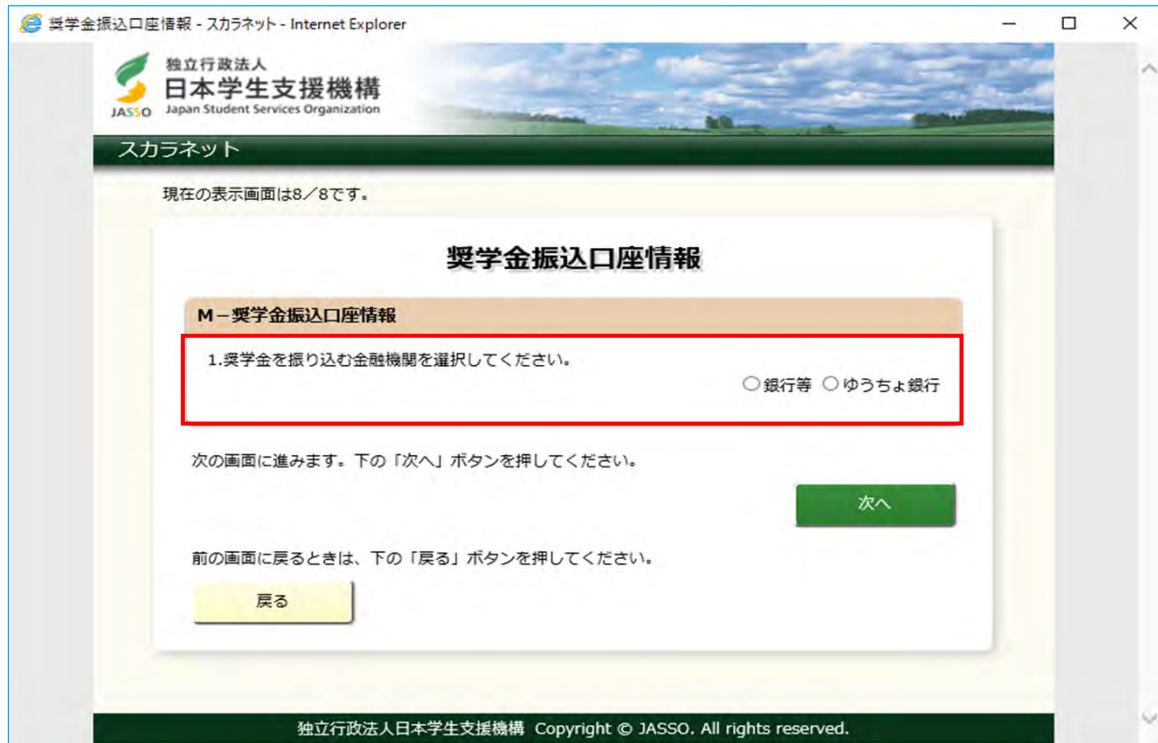 奨学金振込口座情報 - スカラネット - Internet Explorer
独立行政法人
日本学生支援機構
JASSO Japan Student Services Organization
スカラネット
現在の表示画面は8／8です。
奨学金振込口座情報
M－奨学金振込口座情報
1.奨学金を振り込む金融機関を選択してください。
銀行等 ゆうちょ銀行
次の画面に進みます。下の「次へ」ボタンを押してください。
次へ
前の画面に戻るときは、下の「戻る」ボタンを押してください。
戻る
独立行政法人日本学生支援機構 Copyright © JASSO. All rights reserved.